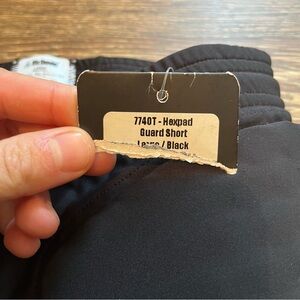 7740T - Hexpad
Guard Short
Large / Black